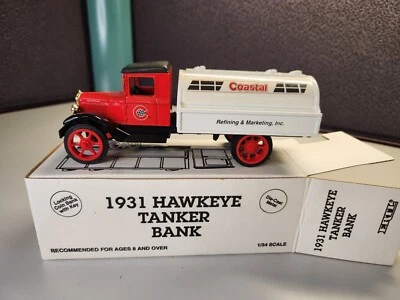 Coastal
Refining & Marketing, Inc.
Locking
Coin Bank
with Key
1931 HAWKEYE
TANKER
BANK
Die-Cast
Metal
RECOMMENDED FOR AGES 8 AND OVER
1/34 SCALE
1931 HAWKEYE
TANKER
BANK
ERTL